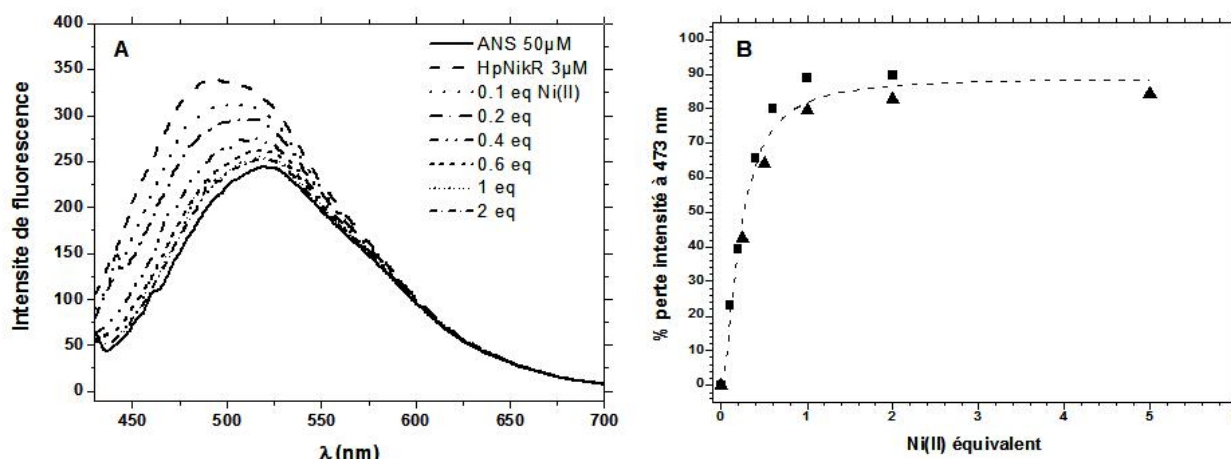 A
Intensite de fluorescence
400
350
300
250
200
150
100
50
0
450
500
550
600
650
700
λ (nm)
ANS 50µM
HpNikR 3µM
0.1 eq Ni(II)
0.2 eq
0.4 eq
0.6 eq
1 eq
2 eq
B
% perte intensité à 473 nm
100
90
80
70
60
50
40
30
20
10
0
0
1
2
3
4
5
Ni(II) équivalent